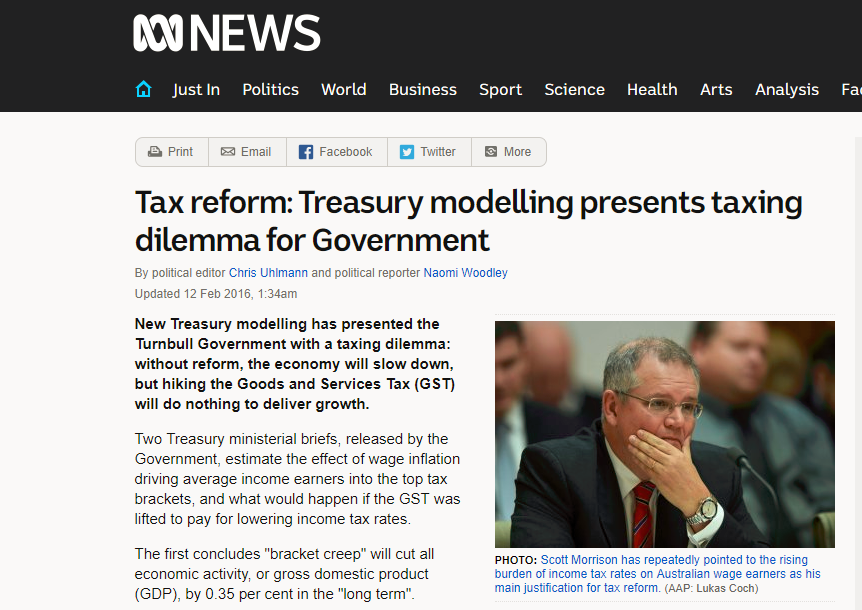 NEWS
Just In Politics World Business Sport Science Health Arts Analysis Fa
Print Email Facebook Twitter More
Tax reform: Treasury modelling presents taxing
dilemma for Government
By political editor Chris Uhlmann and political reporter Naomi Woodley
Updated 12 Feb 2016, 1:34am
New Treasury modelling has presented the
Turnbull Government with a taxing dilemma:
without reform, the economy will slow down,
but hiking the Goods and Services Tax (GST)
will do nothing to deliver growth.
Two Treasury ministerial briefs, released by the
Government, estimate the effect of wage inflation
driving average income earners into the top tax
brackets, and what would happen if the GST was
lifted to pay for lowering income tax rates.
The first concludes "bracket creep" will cut all
economic activity, or gross domestic product
(GDP), by 0.35 per cent in the "long term".
PHOTO: Scott Morrison has repeatedly pointed to the rising
burden of income tax rates on Australian wage earners as his
main justification for tax reform. (AAP: Lukas Coch)